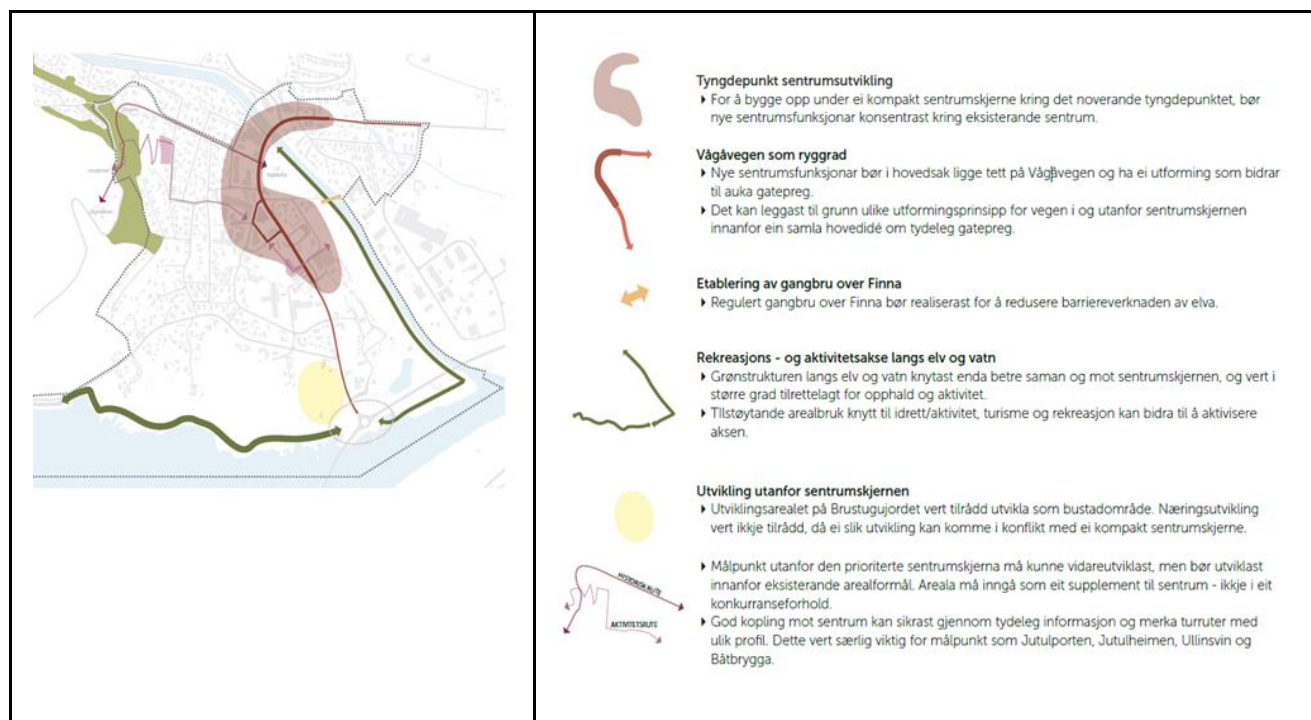 Tyngdepunkt sentrumsutvikling
▸ For å bygge opp under ei kompakt sentrumskjerne kring det noverande tyngdepunktet, bør
nye sentrumsfunksjonar konsentrast kring eksisterande sentrum.
Vågåvegen som ryggrad
▸ Nye sentrumsfunksjonar bør i hovedsak ligge tett på Vågåvegen og ha ei utforming som bidrar
til auka gatepreg.
▸ Det kan leggast til grunn ulike utformingsprinsipp for vegen i og utanfor sentrumskjernen
innanfor ein samla hovedidé om tydeleg gatepreg.
Etablering av gangbru over Finna
▸ Regulert gangbru over Finna bør realiserast for å redusere barriereverknaden av elva.
Rekreasjons - og aktivitetsakse langs elv og vatn
▸ Grønstrukturen langs elv og vatn knytast enda betre saman og mot sentrumskjernen, og vert i
større grad tilrettelagt for opphald og aktivitet.
▸ Tilstøytande arealbruk knytt til idrett/aktivitet, turisme og rekreasjon kan bidra til å aktivisere
aksen.
Utvikling utanfor sentrumskjernen
▸ Utviklingsarealet på Brustugujordet vert tilrådd utvikla som bustadområde. Næringsutvikling
vert ikkje tilrådd, då ei slik utvikling kan komme i konflikt med ei kompakt sentrumskjerne.
▸ Målpunkt utanfor den prioriterte sentrumskjerna må kunne vidareutviklast, men bør utviklast
innanfor eksisterande arealformål. Areala må inngå som eit supplement til sentrum - ikkje i eit
konkurranseforhold.
▸ God kopling mot sentrum kan sikrast gjennom tydeleg informasjon og merka turruter med
ulik profil. Dette vert særlig viktig for målpunkt som Jutulporten, Jutulheimen, Ullinsvin og
Båtbrygga.
HISTORISK RUTE
AKTIVITETSRUTE